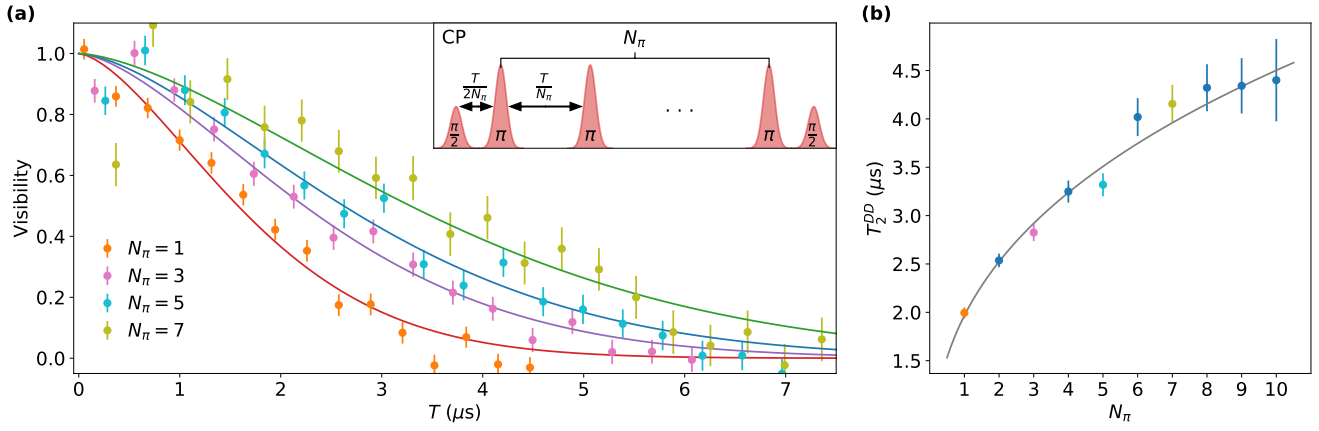 (a)
Visibility
1.0
0.8
0.6
0.4
0.2
0.0
0 1 2 3 4 5 6 7
T (μs)
N_π = 1
N_π = 3
N_π = 5
N_π = 7
CP
N_π
T/2N_π
T/N_π
π/2 π π . . . π π/2
(b)
T_2^{DD} (μs)
4.5
4.0
3.5
3.0
2.5
2.0
1.5
1 2 3 4 5 6 7 8 9 10
N_π